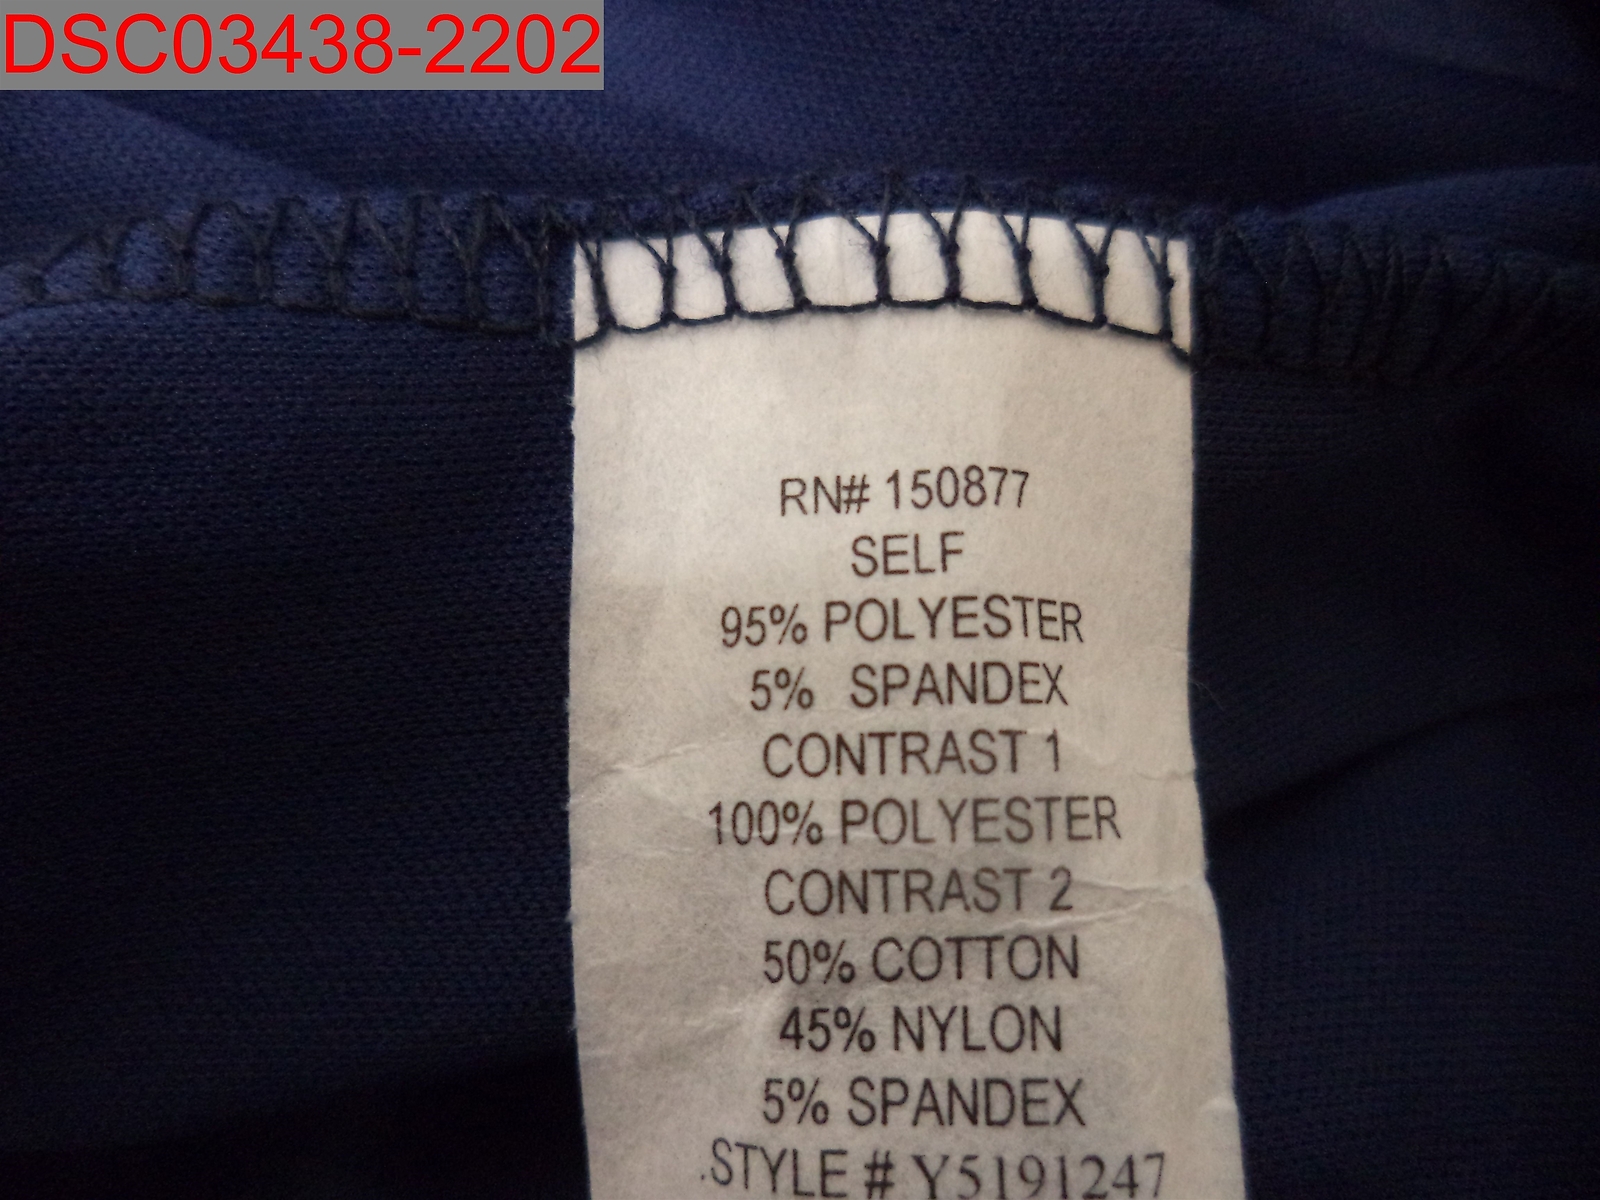 DSC03438-2202
RN# 150877
SELF
95% POLYESTER
5% SPANDEX
CONTRAST 1
100% POLYESTER
CONTRAST 2
50% COTTON
45% NYLON
5% SPANDEX
STYLE # Y5191247